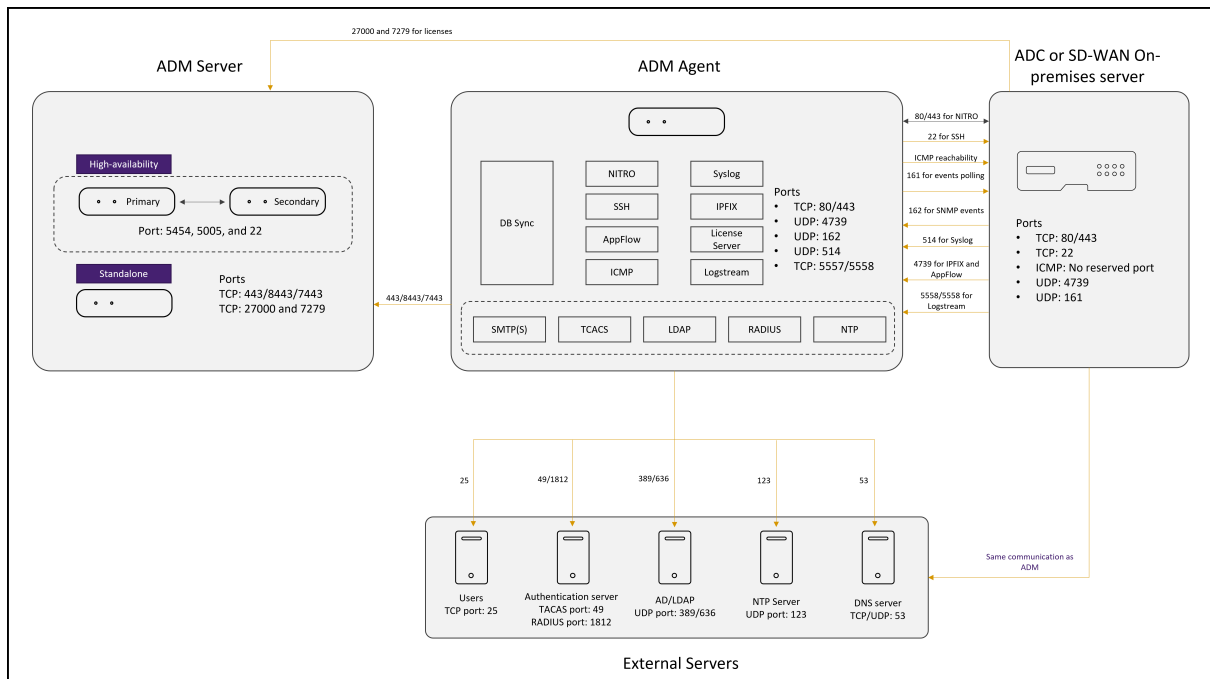 27000 and 7279 for licenses
ADM Server
ADM Agent
ADC or SD-WAN On-
premises server
High-availability
Primary
Secondary
Port: 5454, 5005, and 22
Standalone
Ports
TCP: 443/8443/7443
TCP: 27000 and 7279
443/8443/7443
DB Sync
NITRO
Syslog
SSH
IPFIX
AppFlow
License
Server
ICMP
Logstream
Ports
• TCP: 80/443
• UDP: 4739
• UDP: 162
• UDP: 514
• TCP: 5557/5558
SMTP(S)
TCACS
LDAP
RADIUS
NTP
80/443 for NITRO
22 for SSH
ICMP reachability
161 for events polling
162 for SNMP events
514 for Syslog
4739 for IPFIX and
AppFlow
5558/5558 for
Logstream
Ports
• TCP: 80/443
• TCP: 22
• ICMP: No reserved port
• UDP: 4739
• UDP: 161
25
49/1812
389/636
123
53
Same communication as
ADM
Users
TCP port: 25
Authentication server
TACAS port: 49
RADIUS port: 1812
AD/LDAP
UDP port: 389/636
NTP Server
UDP port: 123
DNS server
TCP/UDP: 53
External Servers